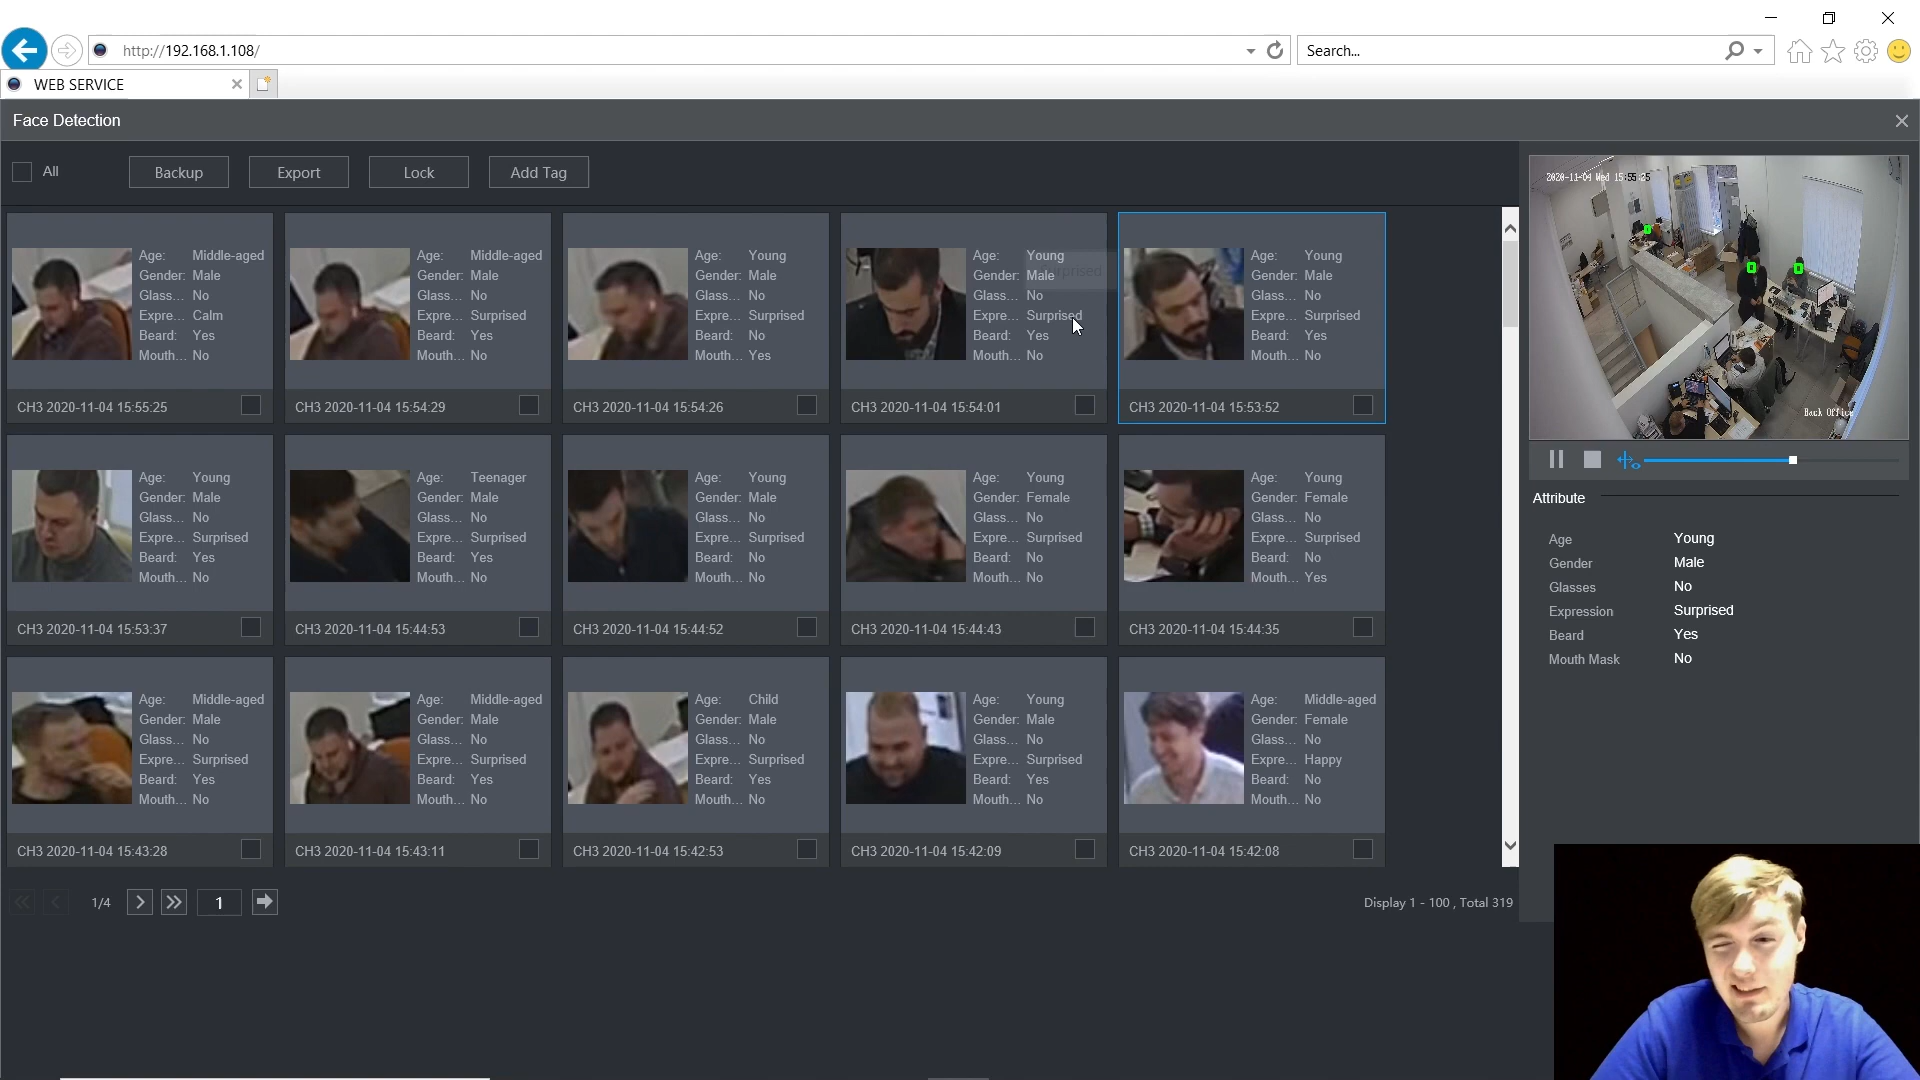 http://192.168.1.108/
Search...
WEB SERVICE
Face Detection
All
Backup
Export
Lock
Add Tag
2020-11-04 Wed 15:55:25
Back Office
Age: Middle-aged
Gender: Male
Glass... No
Expre... Calm
Beard: Yes
Mouth... No
CH3 2020-11-04 15:55:25
Age: Middle-aged
Gender: Male
Glass... No
Expre... Surprised
Beard: Yes
Mouth... No
CH3 2020-11-04 15:54:29
Age: Young
Gender: Male
Glass... No
Expre... Surprised
Beard: No
Mouth... Yes
CH3 2020-11-04 15:54:26
Age: Young
Gender: Male
Glass... No
Expre... Surprised
Beard: Yes
Mouth... No
CH3 2020-11-04 15:54:01
Age: Young
Gender: Male
Glass... No
Expre... Surprised
Beard: Yes
Mouth... No
CH3 2020-11-04 15:53:52
Age: Young
Gender: Male
Glass... No
Expre... Surprised
Beard: Yes
Mouth... No
CH3 2020-11-04 15:53:37
Age: Teenager
Gender: Male
Glass... No
Expre... Surprised
Beard: Yes
Mouth... No
CH3 2020-11-04 15:44:53
Age: Young
Gender: Male
Glass... No
Expre... Surprised
Beard: No
Mouth... No
CH3 2020-11-04 15:44:52
Age: Young
Gender: Female
Glass... No
Expre... Surprised
Beard: No
Mouth... No
CH3 2020-11-04 15:44:43
Age: Young
Gender: Female
Glass... No
Expre... Surprised
Beard: No
Mouth... Yes
CH3 2020-11-04 15:44:35
Age: Middle-aged
Gender: Male
Glass... No
Expre... Surprised
Beard: Yes
Mouth... No
CH3 2020-11-04 15:43:28
Age: Middle-aged
Gender: Male
Glass... No
Expre... Surprised
Beard: Yes
Mouth... No
CH3 2020-11-04 15:43:11
Age: Child
Gender: Male
Glass... No
Expre... Surprised
Beard: Yes
Mouth... No
CH3 2020-11-04 15:42:53
Age: Young
Gender: Male
Glass... No
Expre... Surprised
Beard: Yes
Mouth... No
CH3 2020-11-04 15:42:09
Age: Middle-aged
Gender: Female
Glass... No
Expre... Happy
Beard: No
Mouth... No
CH3 2020-11-04 15:42:08
Attribute
Age Young
Gender Male
Glasses No
Expression Surprised
Beard Yes
Mouth Mask No
1/4
1
Display 1 - 100 , Total 319